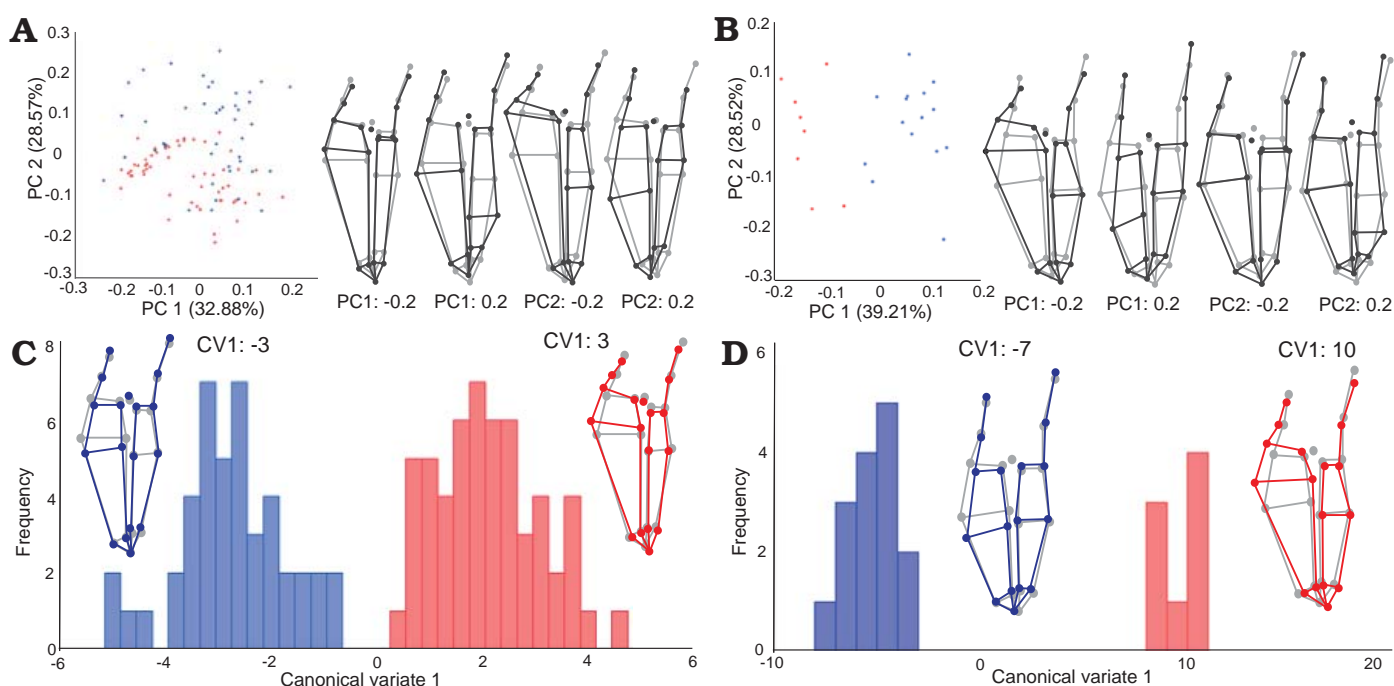 A
0.3
0.2
0.1
0
-0.1
-0.2
-0.3
PC 2 (28.57%)
-0.3 -0.2 -0.1 0 0.1 0.2
PC 1 (32.88%)
PC1: -0.2 PC1: 0.2 PC2: -0.2 PC2: 0.2
B
0.2
0.1
0
-0.1
-0.2
-0.3
PC 2 (28.52%)
-0.3 -0.2 -0.1 0 0.1 0.2
PC 1 (39.21%)
PC1: -0.2 PC1: 0.2 PC2: -0.2 PC2: 0.2
C
CV1: -3 CV1: 3
8
6
4
2
0
Frequency
-6 -4 -2 0 2 4 6
Canonical variate 1
D
CV1: -7 CV1: 10
6
4
2
0
Frequency
-10 0 10 20
Canonical variate 1